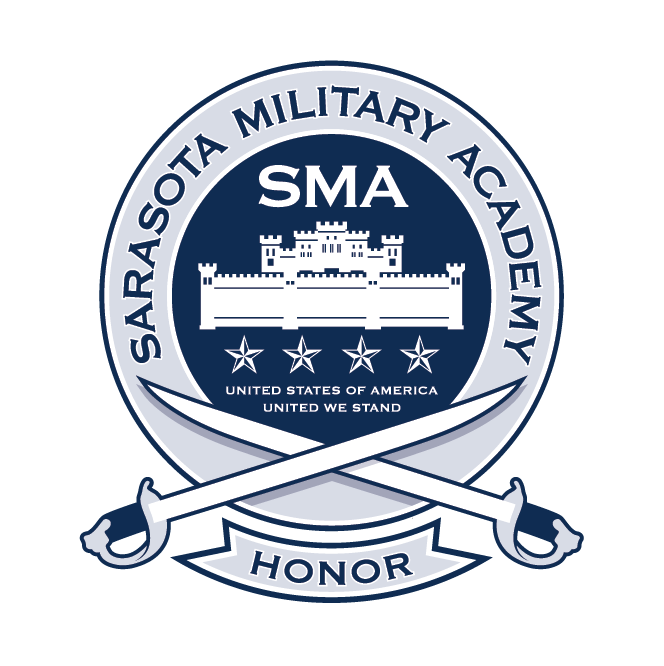 SARASOTA MILITARY ACADEMY
SMA
UNITED STATES OF AMERICA
UNITED WE STAND
HONOR